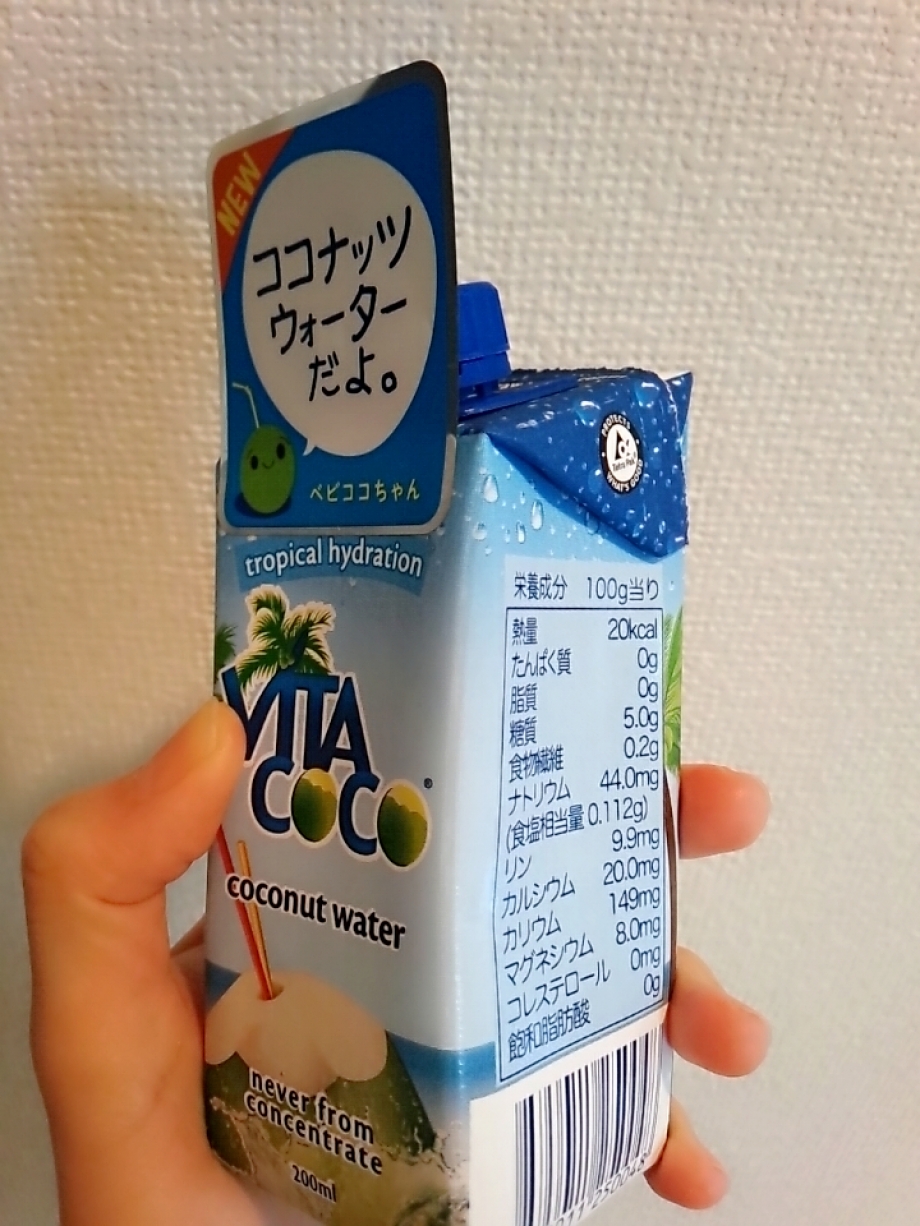 NEW
ココナッツ
ウォーター
だよ。
ベビココちゃん
tropical hydration
VITA
COCO®
coconut water
never from
concentrate
200ml
PROTECTS
Tetra Pak
WHAT'S GOOD
栄養成分 100g当り
熱量 20kcal
たんぱく質 0g
脂質 0g
糖質 5.0g
食物繊維 0.2g
ナトリウム 44.0mg
(食塩相当量 0.112g)
リン 9.9mg
カルシウム 20.0mg
カリウム 149mg
マグネシウム 8.0mg
コレステロール 0mg
飽和脂肪酸 0g